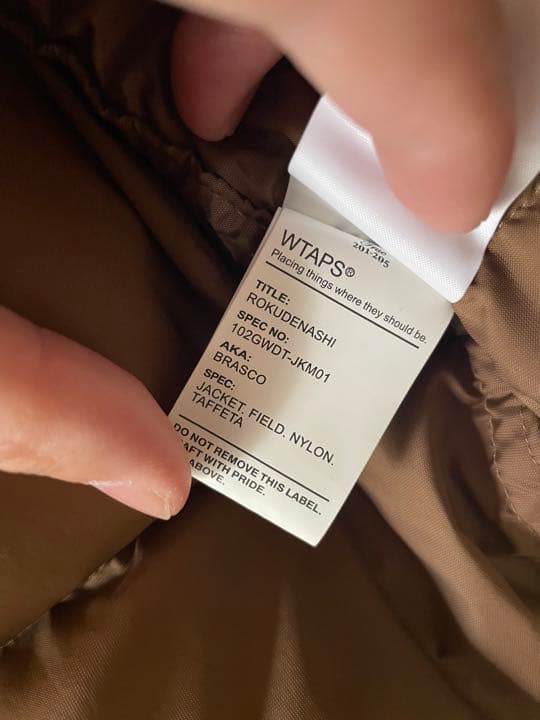 201-205
WTAPS®
Placing things where they should be.
TITLE:
ROKUDENASHI
SPEC NO:
102GWDT-JKM01
AKA:
BRASCO
SPEC:
JACKET, FIELD. NYLON.
TAFFETA
DO NOT REMOVE THIS LABEL.
AFT WITH PRIDE.
ABOVE.